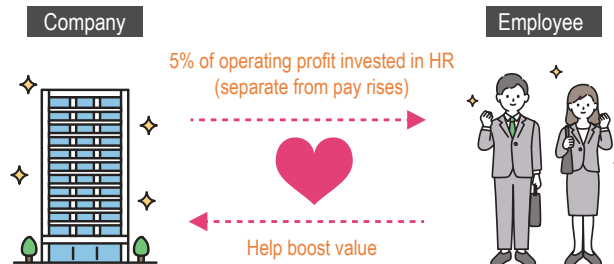 Company
Employee
5% of operating profit invested in HR
(separate from pay rises)
Help boost value